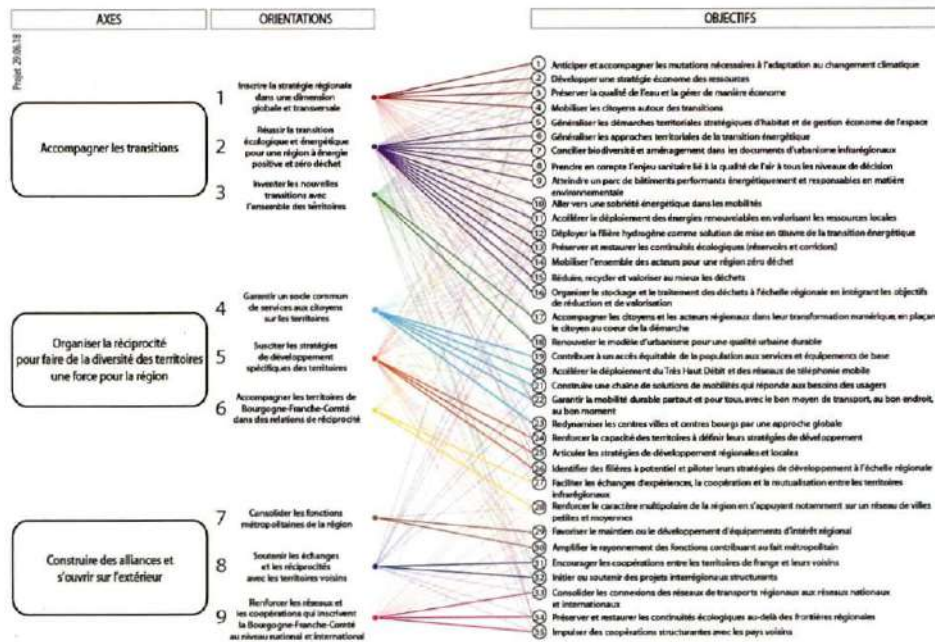 AXES
ORIENTATIONS
OBJECTIFS
Projet 29.06.18
Accompagner les transitions
1
Inscrire la stratégie régionale
dans une dimension
globale et transversale
2
Réussir la transition
écologique et énergétique
pour une région à énergie
positive et zéro déchet
3
Inventer les nouvelles
transitions avec
l'ensemble des territoires
Organiser la réciprocité
pour faire de la diversité des territoires
une force pour la région
4
Garantir un socle commun
de services aux citoyens
sur les territoires
5
Susciter les stratégies
de développement
spécifiques des territoires
6
Accompagner les territoires de
Bourgogne-Franche-Comté
dans des relations de réciprocité
Construire des alliances et
s'ouvrir sur l'extérieur
7
Consolider les fonctions
métropolitaines de la région
8
Soutenir les échanges
et les réciprocités
avec les territoires voisins
9
Renforcer les réseaux et
les coopérations qui inscrivent
la Bourgogne-Franche-Comté
au niveau national et international
1 Anticiper et accompagner les mutations nécessaires à l'adaptation au changement climatique
2 Développer une stratégie économe des ressources
3 Préserver la qualité de l'eau et la gérer de manière économe
4 Mobiliser les citoyens autour des transitions
5 Généraliser les démarches territoriales stratégiques d'habitat et de gestion économe de l'espace
6 Généraliser les approches territoriales de la transition énergétique
7 Concilier biodiversité et aménagement dans les documents d'urbanisme infrarégionaux
8 Prendre en compte l'enjeu sanitaire lié à la qualité de l'air à tous les niveaux de décision
9 Atteindre un parc de bâtiments performants énergétiquement et responsables en matière
environnementale
10 Aller vers une sobriété énergétique dans les mobilités
11 Accélérer le déploiement des énergies renouvelables en valorisant les ressources locales
12 Déployer la filière hydrogène comme solution de mise en œuvre de la transition énergétique
13 Préserver et restaurer les continuités écologiques (réservoirs et corridors)
14 Mobiliser l'ensemble des acteurs pour une région zéro déchet
15 Réduire, recycler et valoriser au mieux les déchets
16 Organiser le stockage et le traitement des déchets à l'échelle régionale en intégrant les objectifs
de réduction et de valorisation
17 Accompagner les citoyens et les acteurs régionaux dans leur transformation numérique, en plaçant
le citoyen au coeur de la démarche
18 Renouveler le modèle d'urbanisme pour une qualité urbaine durable
19 Contribuer à un accès équitable de la population aux services et équipements de base
20 Accélérer le déploiement du Très Haut Débit et des réseaux de téléphonie mobile
21 Construire une chaîne de solutions de mobilités qui réponde aux besoins des usagers
22 Garantir la mobilité durable partout et pour tous, avec le bon moyen de transport, au bon endroit,
au bon moment
23 Redynamiser les centres villes et centres bourgs par une approche globale
24 Renforcer la capacité des territoires à définir leurs stratégies de développement
25 Articuler les stratégies de développement régionales et locales
26 Identifier des filières à potentiel et piloter leurs stratégies de développement à l'échelle régionale
27 Faciliter les échanges d'expériences, la coopération et la mutualisation entre les territoires
infrarégionaux
28 Renforcer le caractère multipolaire de la région en s'appuyant notamment sur un réseau de villes
petites et moyennes
29 Favoriser le maintien ou le développement d'équipements d'intérêt régional
30 Amplifier le rayonnement des fonctions contribuant au fait métropolitain
31 Encourager les coopérations entre les territoires de frange et leurs voisins
32 Initier ou soutenir des projets interrégionaux structurants
33 Consolider les connexions des réseaux de transports régionaux aux réseaux nationaux
et internationaux
34 Préserver et restaurer les continuités écologiques au-delà des frontières régionales
35 Impulser des coopérations structurantes avec les pays voisins